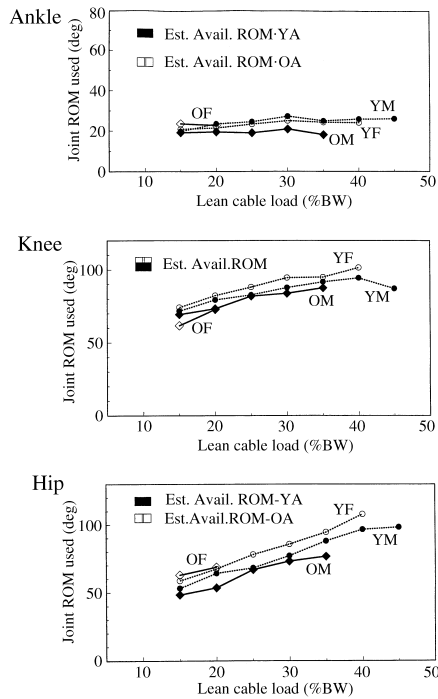 Ankle
Joint ROM used (deg)
80
60
40
20
0
Est. Avail. ROM·YA
Est. Avail. ROM·OA
OF
YM
OM
YF
10
20
30
40
50
Lean cable load (%BW)
Knee
Joint ROM used (deg)
100
50
0
Est. Avail.ROM
YF
OM
YM
OF
10
20
30
40
50
Lean cable load (%BW)
Hip
Joint ROM used (deg)
100
50
0
Est. Avail. ROM-YA
Est.Avail.ROM-OA
YF
OF
YM
OM
10
20
30
40
50
Lean cable load (%BW)